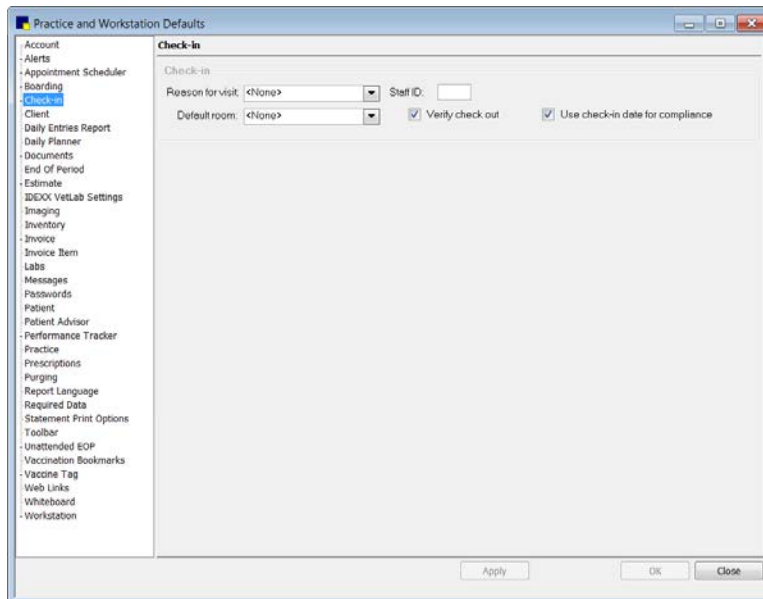 Practice and Workstation Defaults
Account
Alerts
Appointment Scheduler
Boarding
Check-in
Client
Daily Entries Report
Daily Planner
Documents
End Of Period
Estimate
IDEXX VetLab Settings
Imaging
Inventory
Invoice
Invoice Item
Labs
Messages
Passwords
Patient
Patient Advisor
Performance Tracker
Practice
Prescriptions
Purging
Report Language
Required Data
Statement Print Options
Toolbar
Unattended EOP
Vaccination Bookmarks
Vaccine Tag
Web Links
Whiteboard
Workstation
Check-in
Check-in
Reason for visit: <None> Staff ID:
Default room: <None> Verify check out Use check-in date for compliance
Apply OK Close